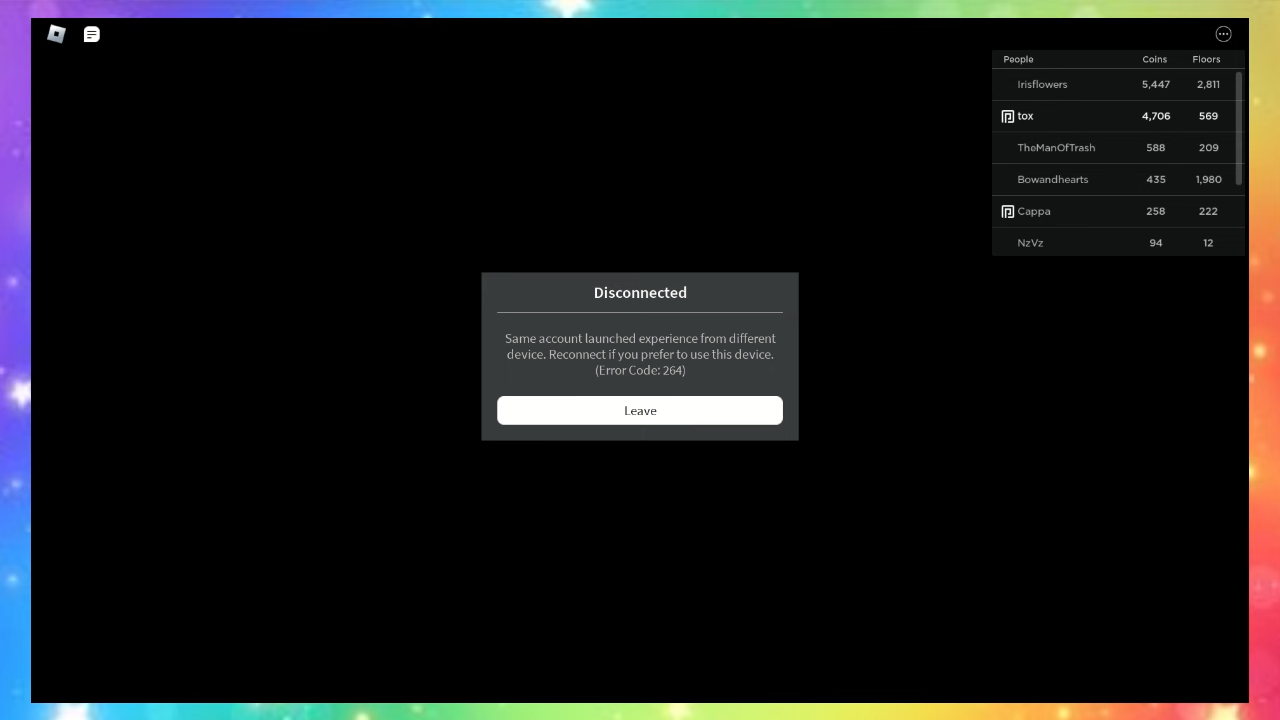 People Coins Floors
Irisflowers 5,447 2,811
tox 4,706 569
TheManOfTrash 588 209
Bowandhearts 435 1,980
Cappa 258 222
NzVz 94 12
Disconnected
Same account launched experience from different
device. Reconnect if you prefer to use this device.
(Error Code: 264)
Leave